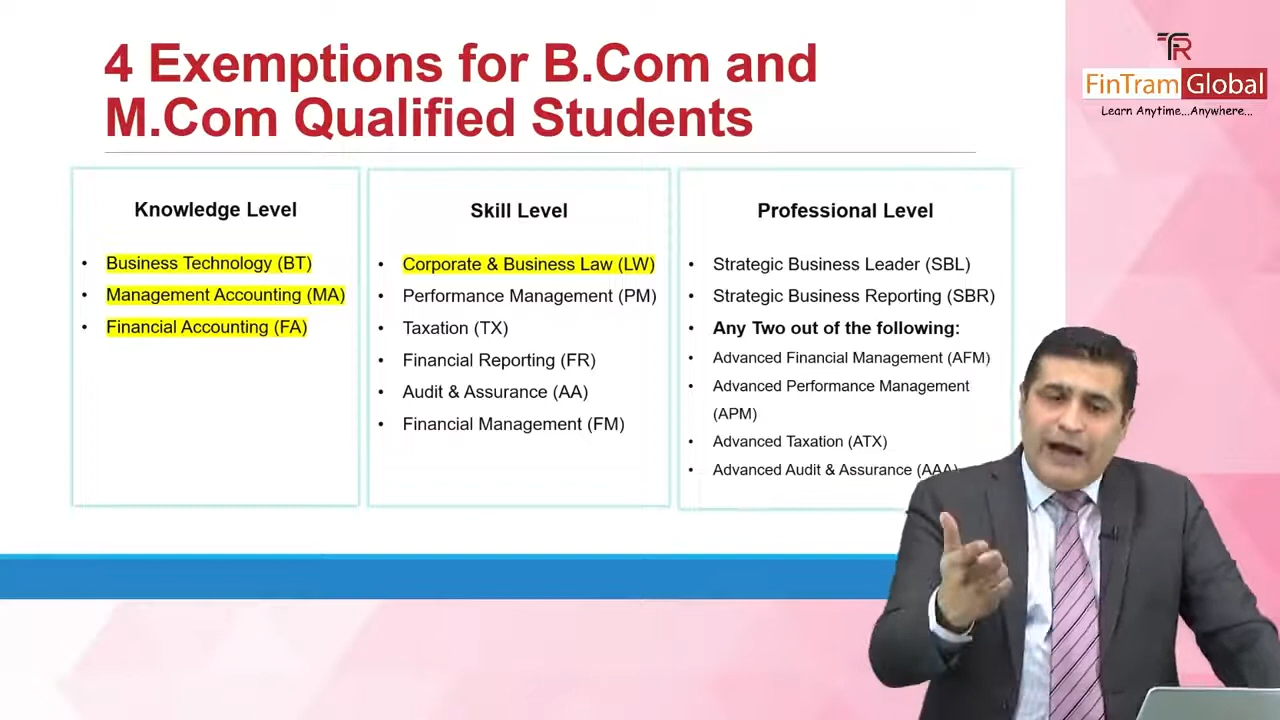 4 Exemptions for B.Com and
M.Com Qualified Students
FinTram Global
Learn Anytime...Anywhere...
Knowledge Level
• Business Technology (BT)
• Management Accounting (MA)
• Financial Accounting (FA)
Skill Level
• Corporate & Business Law (LW)
• Performance Management (PM)
• Taxation (TX)
• Financial Reporting (FR)
• Audit & Assurance (AA)
• Financial Management (FM)
Professional Level
• Strategic Business Leader (SBL)
• Strategic Business Reporting (SBR)
• Any Two out of the following:
• Advanced Financial Management (AFM)
• Advanced Performance Management
(APM)
• Advanced Taxation (ATX)
• Advanced Audit & Assurance (AAA)